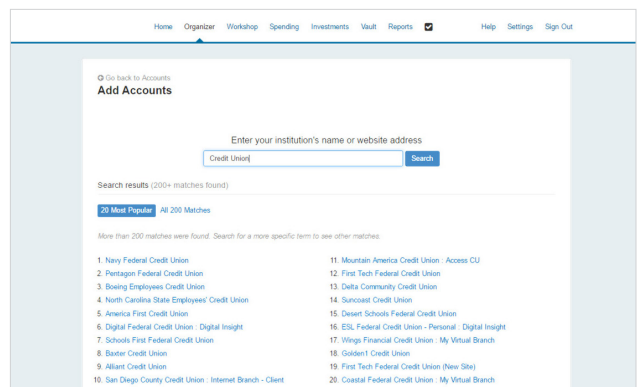 Home Organizer Workshop Spending Investments Vault Reports Help Settings Sign Out
Go back to Accounts
Add Accounts
Enter your institution's name or website address
Credit Union
Search
Search results (200+ matches found)
20 Most Popular All 200 Matches
More than 200 matches were found. Search for a more specific term to see other matches.
1. Navy Federal Credit Union
2. Pentagon Federal Credit Union
3. Boeing Employees Credit Union
4. North Carolina State Employees' Credit Union
5. America First Credit Union
6. Digital Federal Credit Union : Digital Insight
7. Schools First Federal Credit Union
8. Baxter Credit Union
9. Alliant Credit Union
10. San Diego County Credit Union : Internet Branch - Client
11. Mountain America Credit Union : Access CU
12. First Tech Federal Credit Union
13. Delta Community Credit Union
14. Suncoast Credit Union
15. Desert Schools Federal Credit Union
16. ESL Federal Credit Union - Personal : Digital Insight
17. Wings Financial Credit Union : My Virtual Branch
18. Golden1 Credit Union
19. First Tech Federal Credit Union (New Site)
20. Coastal Federal Credit Union : My Virtual Branch